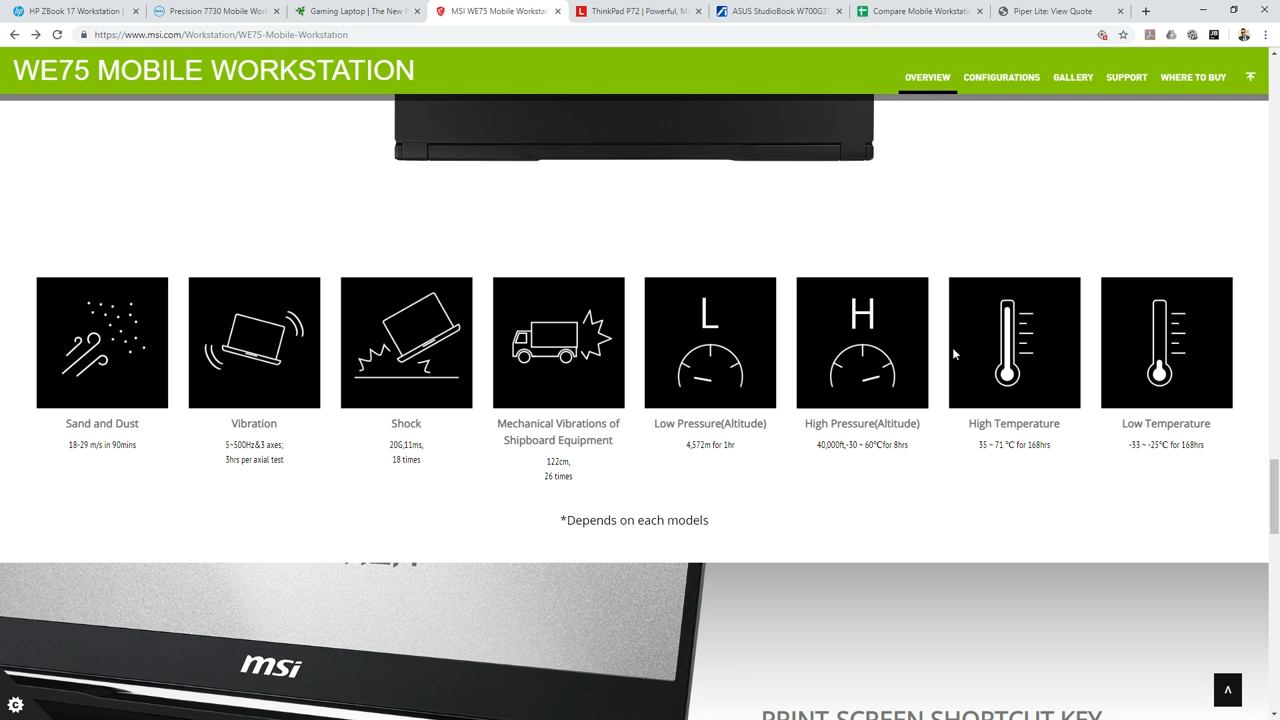 HP ZBook 17 Workstation |
Precision 7730 Mobile Wor
Gaming Laptop | The New R
MSI WE75 Mobile Workstat
ThinkPad P72 | Powerful, M
ASUS StudioBook W700G3T
Compare Mobile Workstatio
Piper Lite: View Quote
https://www.msi.com/Workstation/WE75-Mobile-Workstation
WE75 MOBILE WORKSTATION
OVERVIEW
CONFIGURATIONS
GALLERY
SUPPORT
WHERE TO BUY
L
H
Sand and Dust
18-29 m/s in 90mins
Vibration
5~500Hz&3 axes;
3hrs per axial test
Shock
20G,11ms,
18 times
Mechanical Vibrations of
Shipboard Equipment
122cm,
26 times
Low Pressure(Altitude)
4,572m for 1hr
High Pressure(Altitude)
40,000ft,-30 ~ 60℃for 8hrs
High Temperature
35 ~ 71 ℃ for 168hrs
Low Temperature
-33 ~ -25℃ for 168hrs
*Depends on each models
msi
PRINT SCREEN SHORTCUT KEY